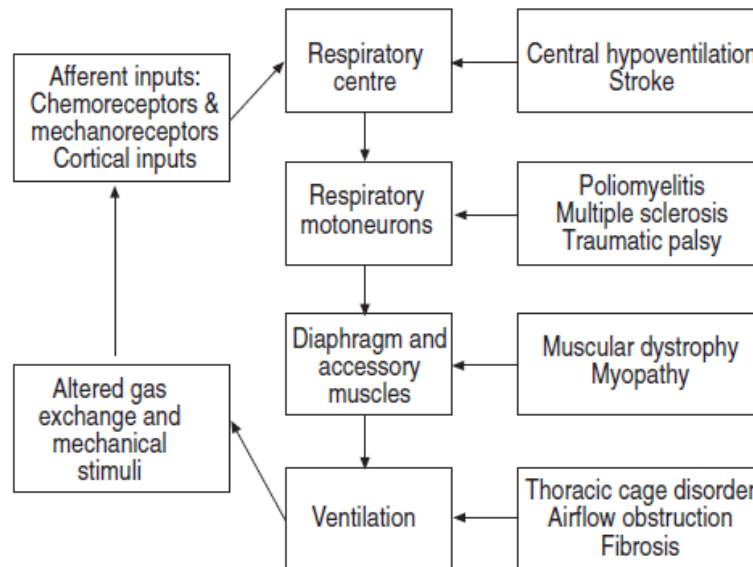 Afferent inputs:
Chemoreceptors &
mechanoreceptors
Cortical inputs
Respiratory
centre
Central hypoventilation
Stroke
Respiratory
motoneurons
Poliomyelitis
Multiple sclerosis
Traumatic palsy
Diaphragm and
accessory
muscles
Muscular dystrophy
Myopathy
Altered gas
exchange and
mechanical
stimuli
Ventilation
Thoracic cage disorder
Airflow obstruction
Fibrosis